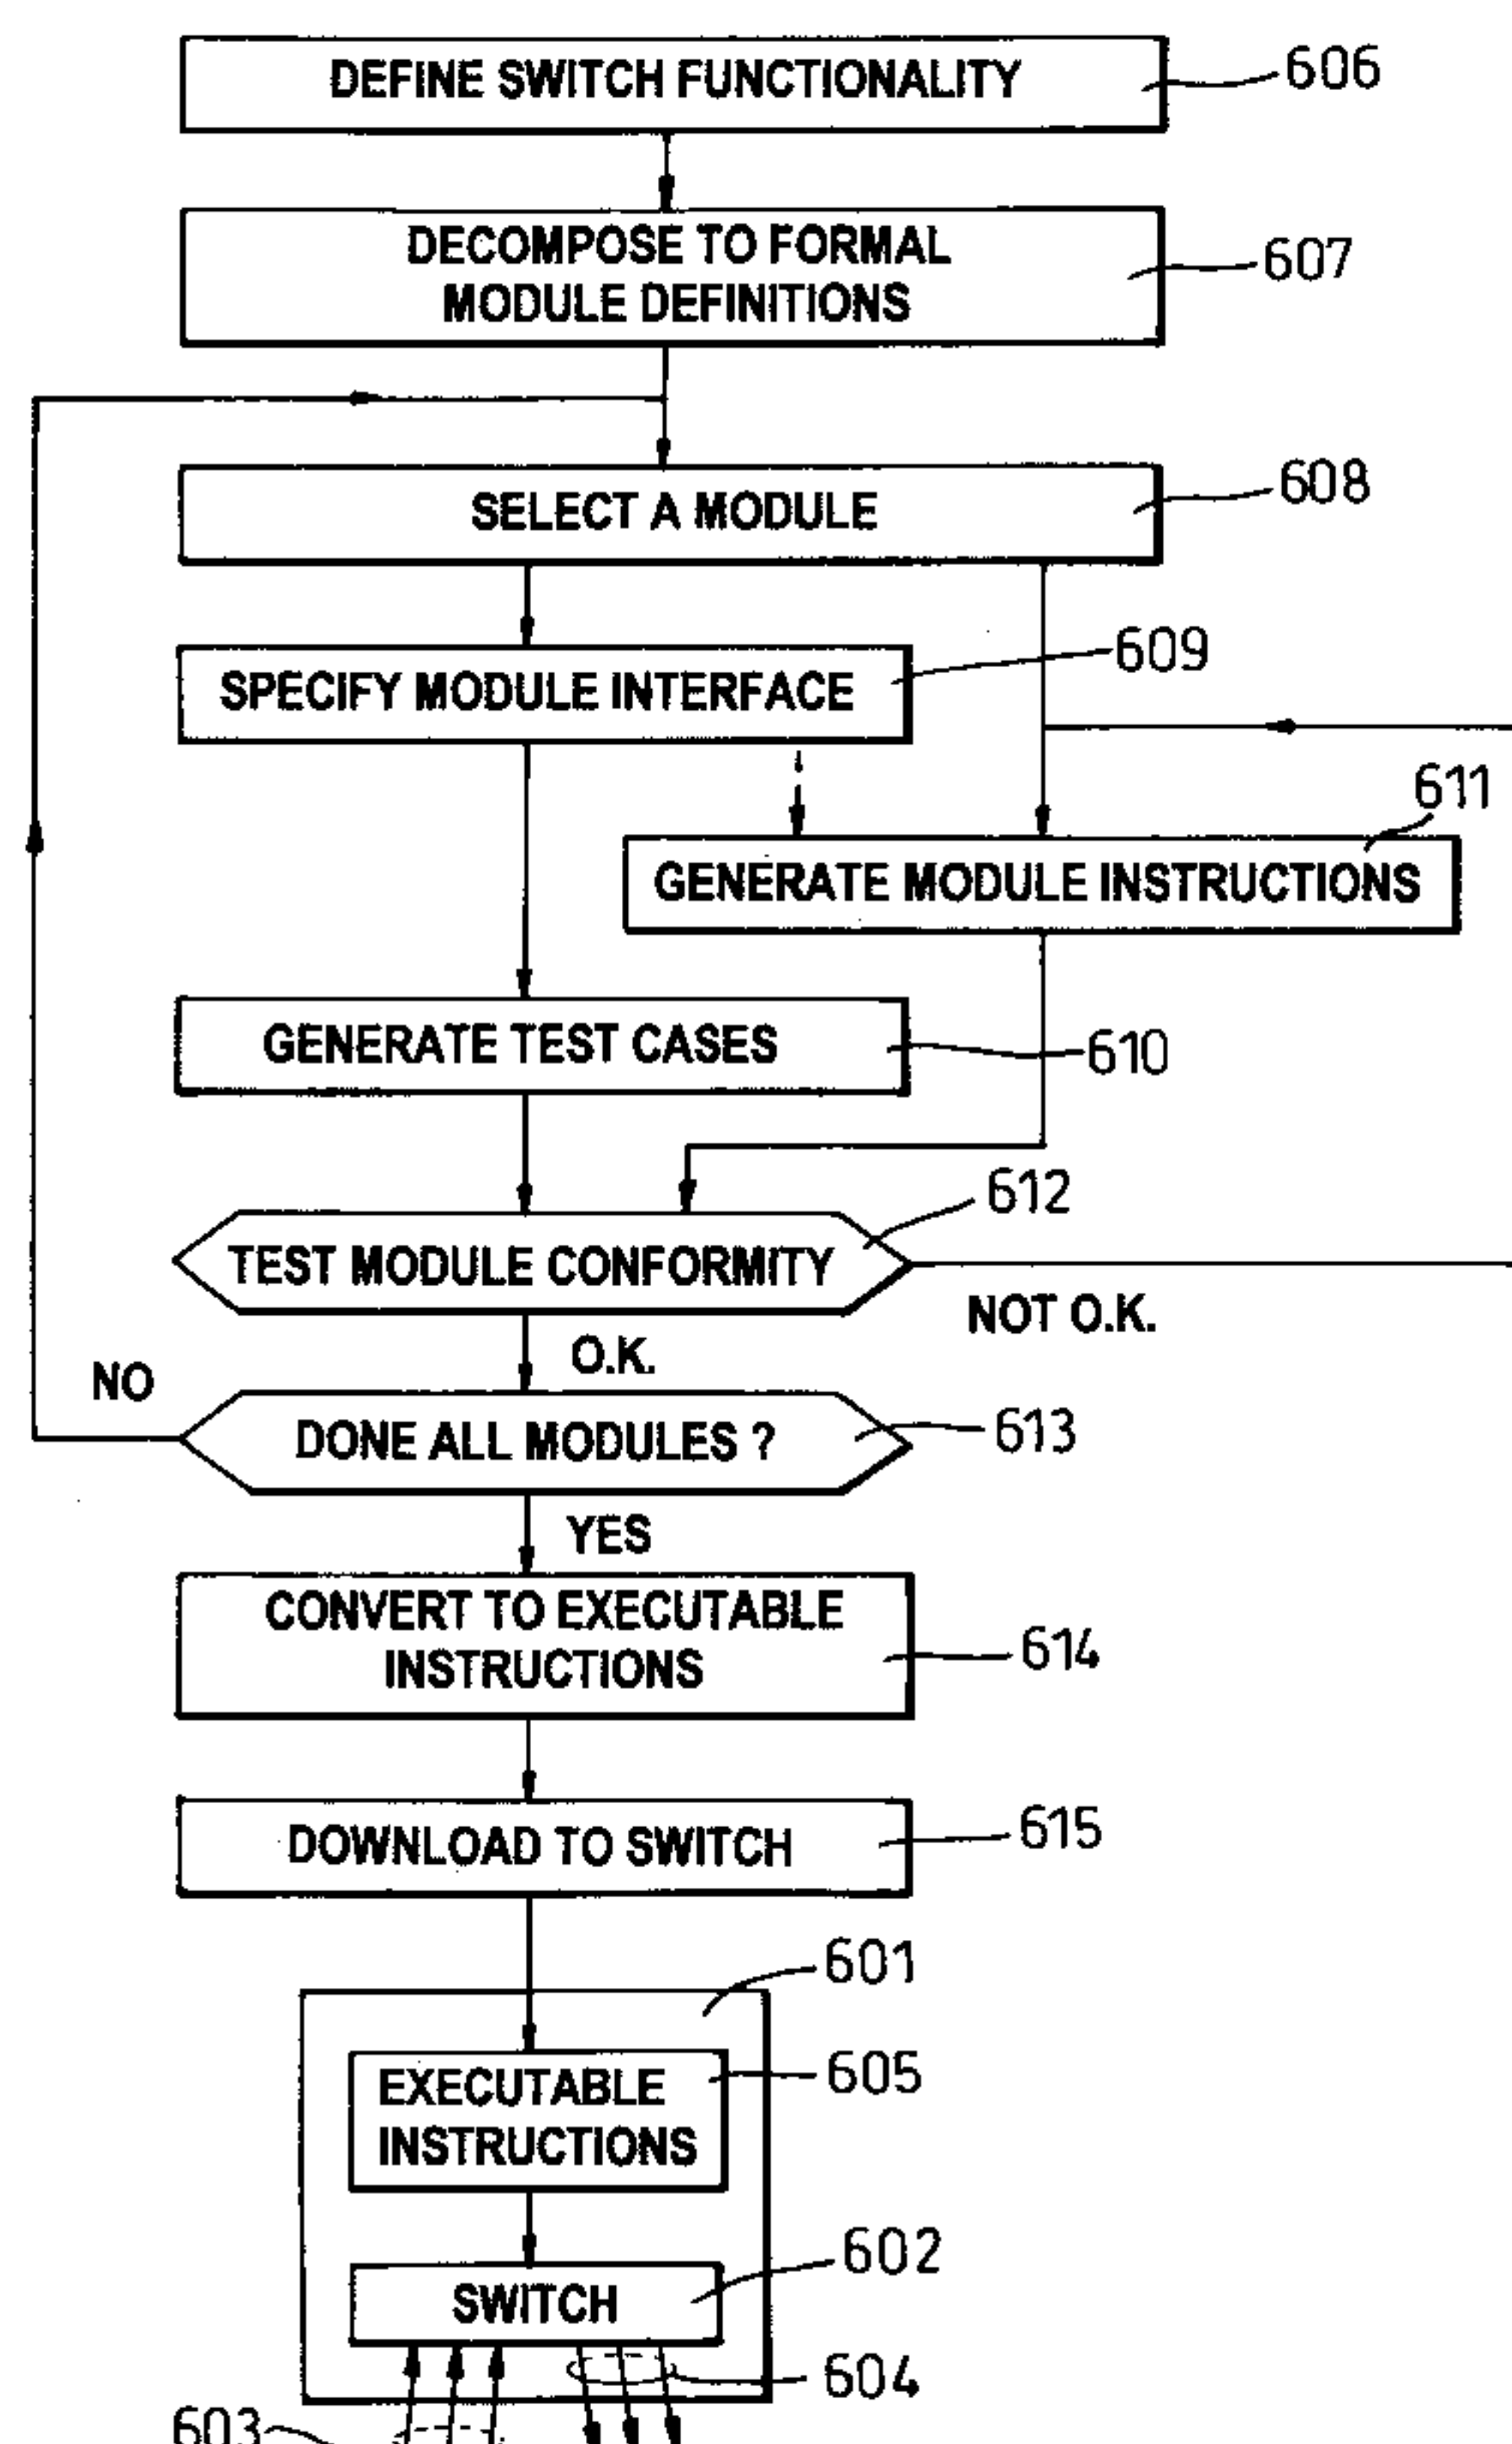 DEFINE SWITCH FUNCTIONALITY
606
DECOMPOSE TO FORMAL
MODULE DEFINITIONS
607
SELECT A MODULE
608
SPECIFY MODULE INTERFACE
609
611
GENERATE MODULE INSTRUCTIONS
GENERATE TEST CASES
610
612
TEST MODULE CONFORMITY
NOT O.K.
O.K.
NO
DONE ALL MODULES ?
613
YES
CONVERT TO EXECUTABLE
INSTRUCTIONS
614
DOWNLOAD TO SWITCH
615
601
EXECUTABLE
INSTRUCTIONS
605
602
SWITCH
604
603